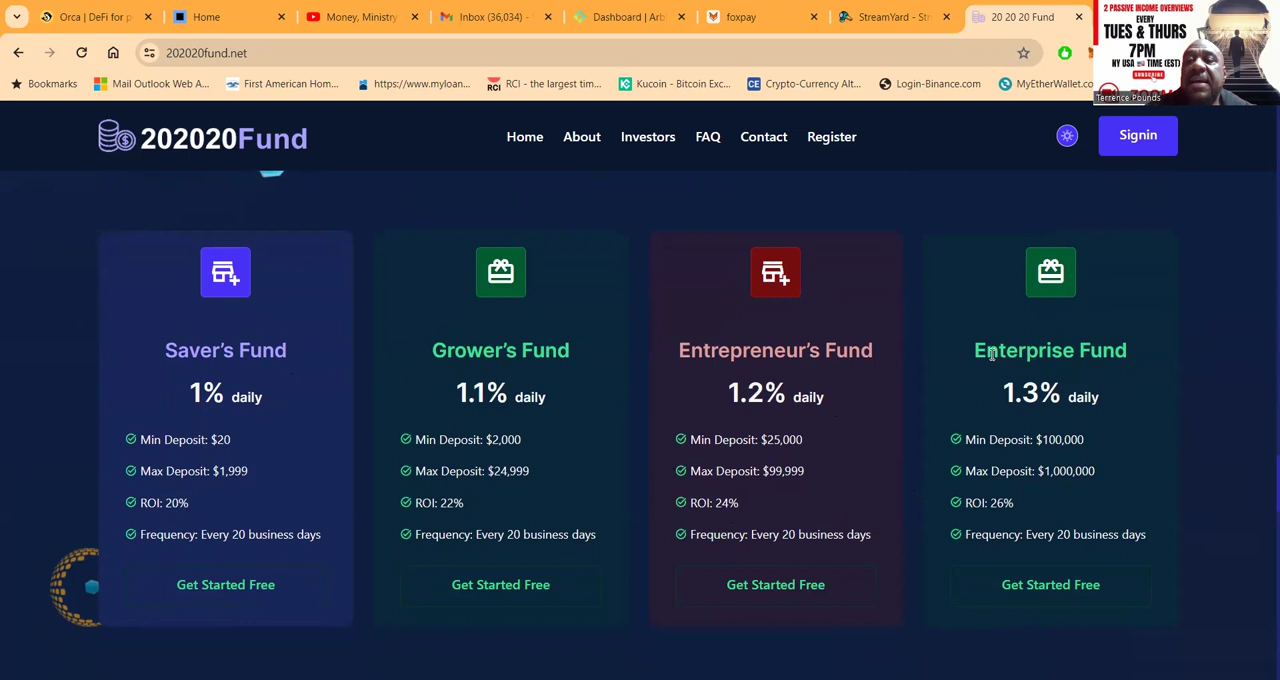 Orca | DeFi for p
Home
Money, Ministry
Inbox (36,034) -
Dashboard | Arb
foxpay
StreamYard - Str
20 20 20 Fund
202020fund.net
Bookmarks
Mail Outlook Web A...
First American Hom...
https://www.myloan...
RCI - the largest tim...
Kucoin - Bitcoin Exc...
Crypto-Currency Alt...
Login-Binance.com
MyEtherWallet.co
2 PASSIVE INCOME OVERVIEWS
EVERY
TUES & THURS
7PM
NY USA TIME (EST)
SUBSCRIBE
Terrence Pounds
202020Fund
Home
About
Investors
FAQ
Contact
Register
Signin
Saver's Fund
1% daily
Min Deposit: $20
Max Deposit: $1,999
ROI: 20%
Frequency: Every 20 business days
Get Started Free
Grower's Fund
1.1% daily
Min Deposit: $2,000
Max Deposit: $24,999
ROI: 22%
Frequency: Every 20 business days
Get Started Free
Entrepreneur's Fund
1.2% daily
Min Deposit: $25,000
Max Deposit: $99,999
ROI: 24%
Frequency: Every 20 business days
Get Started Free
Enterprise Fund
1.3% daily
Min Deposit: $100,000
Max Deposit: $1,000,000
ROI: 26%
Frequency: Every 20 business days
Get Started Free